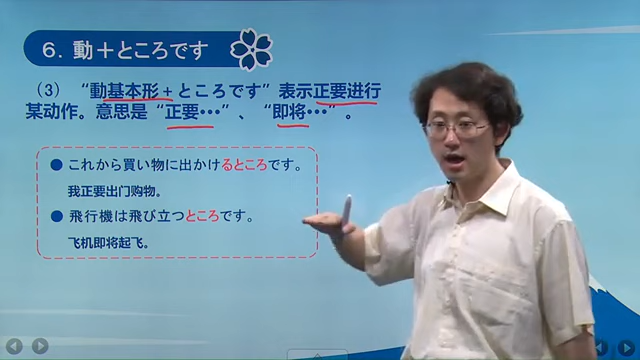 6. 動＋ところです
（3）“動基本形＋ところです”表示正要进行
某动作。意思是“正要…”、“即将…”。
● これから買い物に出かけるところです。
我正要出门购物。
● 飛行機は飛び立つところです。
飞机即将起飞。